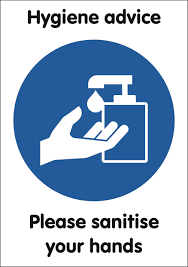 Hygiene advice
Please sanitise
your hands